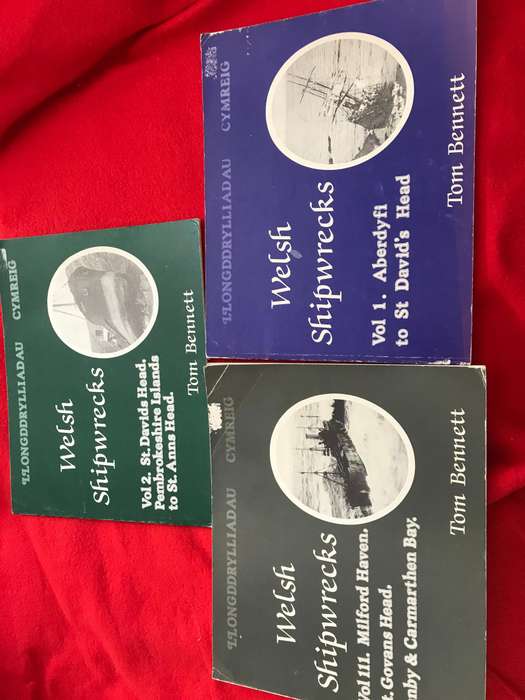 LLONGDDRYLLIADAU CYMREIG
Welsh
Shipwrecks
Vol 1. Aberdyfi
to St David's Head
Tom Bennett
LLONGDDRYLLIADAU CYMREIG
Welsh
Shipwrecks
Vol 2. St. Davids Head.
Pembrokeshire Islands
to St. Anns Head.
Tom Bennett
LLONGDDRYLLIADAU CYMREIG
Welsh
Shipwrecks
Vol 111. Milford Haven.
t.Govans Head.
nby & Carmarthen Bay.
Tom Bennett